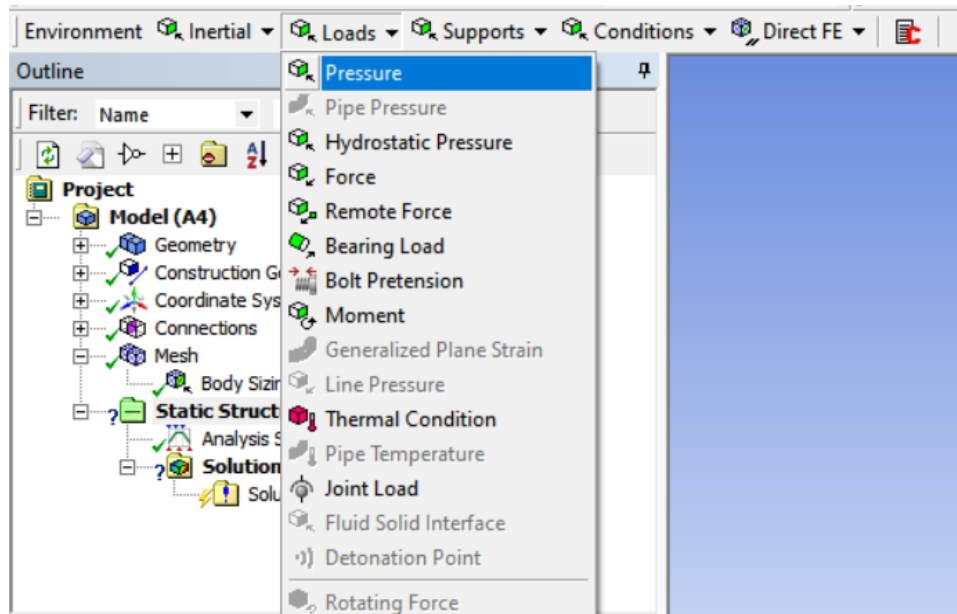 Environment Inertial Loads Supports Conditions Direct FE
Outline
Filter: Name
Project
Model (A4)
Geometry
Construction G
Coordinate Sys
Connections
Mesh
Body Sizin
Static Struct
Analysis S
Solution
Solu
Pressure
Pipe Pressure
Hydrostatic Pressure
Force
Remote Force
Bearing Load
Bolt Pretension
Moment
Generalized Plane Strain
Line Pressure
Thermal Condition
Pipe Temperature
Joint Load
Fluid Solid Interface
Detonation Point
Rotating Force